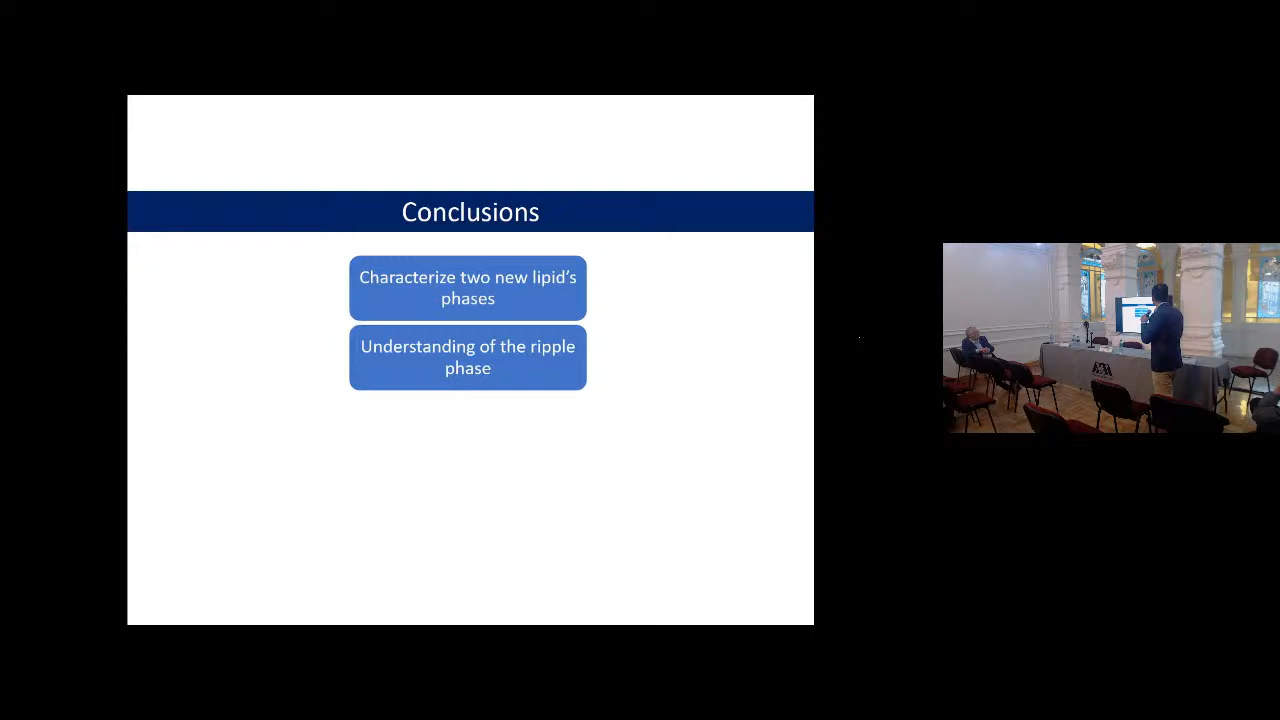 Conclusions
Characterize two new lipid's
phases
Understanding of the ripple
phase